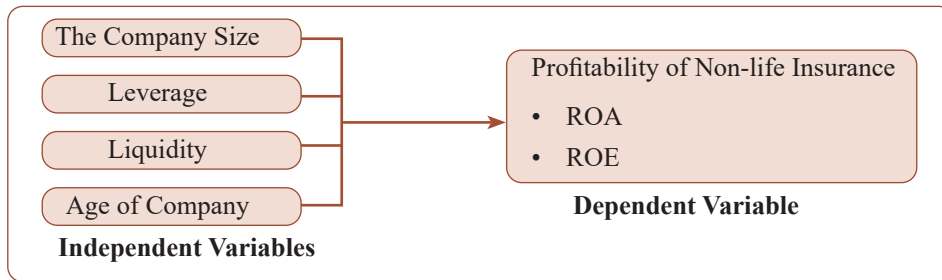 The Company Size
Leverage
Liquidity
Age of Company
Independent Variables
Profitability of Non-life Insurance
• ROA
• ROE
Dependent Variable